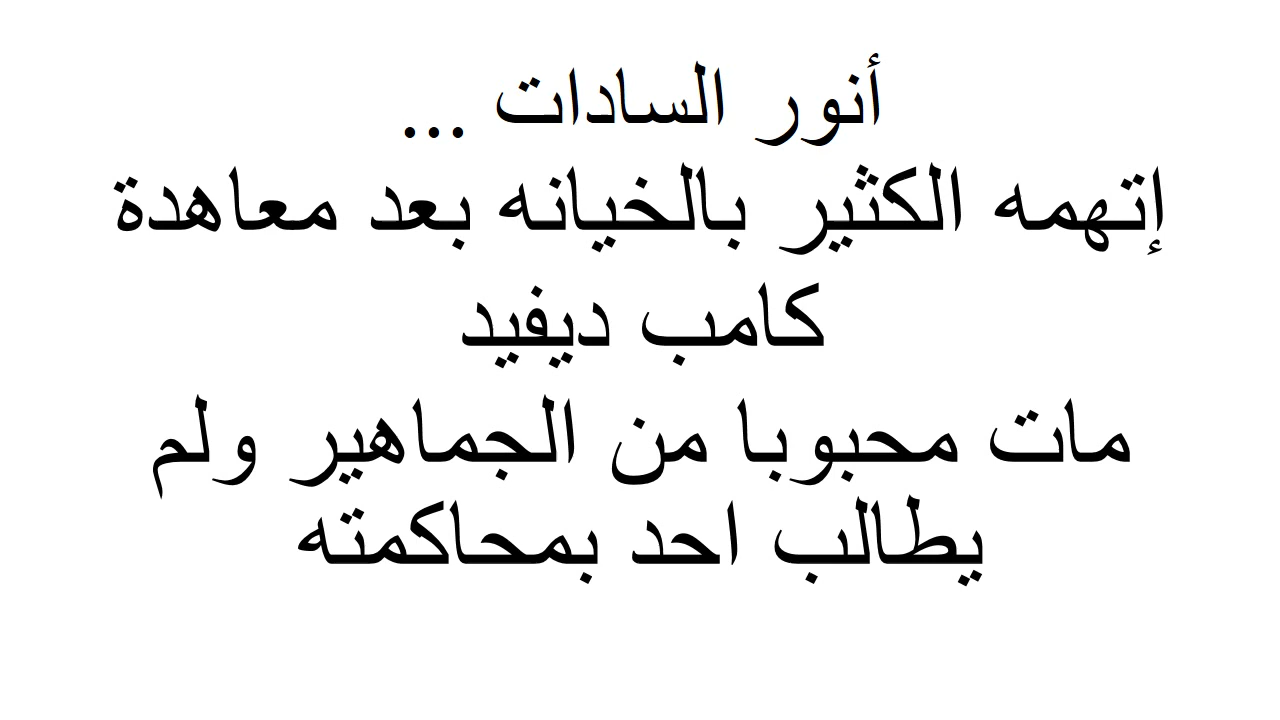 أنور السادات ...
إتهمه الكثير بالخيانه بعد معاهدة
كامب ديفيد
مات محبوبا من الجماهير ولم
يطالب احد بمحاكمته